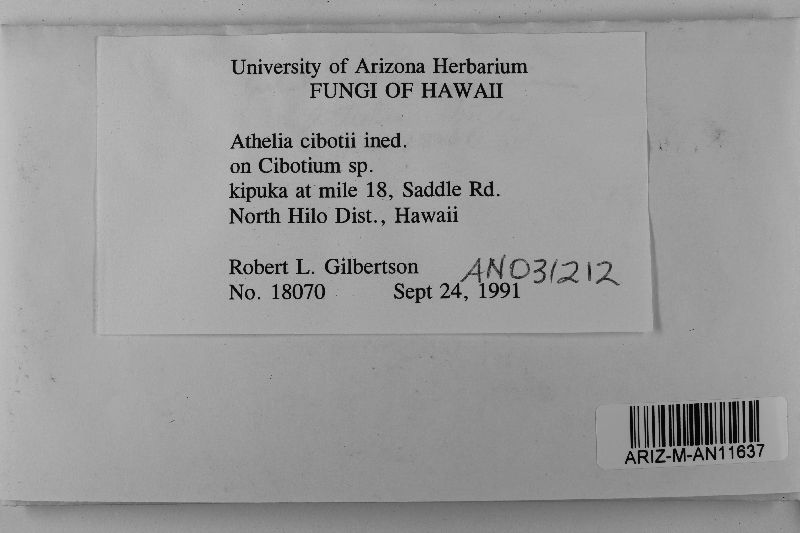 University of Arizona Herbarium
FUNGI OF HAWAII
Athelia cibotii ined.
on Cibotium sp.
kipuka at mile 18, Saddle Rd.
North Hilo Dist., Hawaii
Robert L. Gilbertson AN031212
No. 18070 Sept 24, 1991
ARIZ-M-AN11637